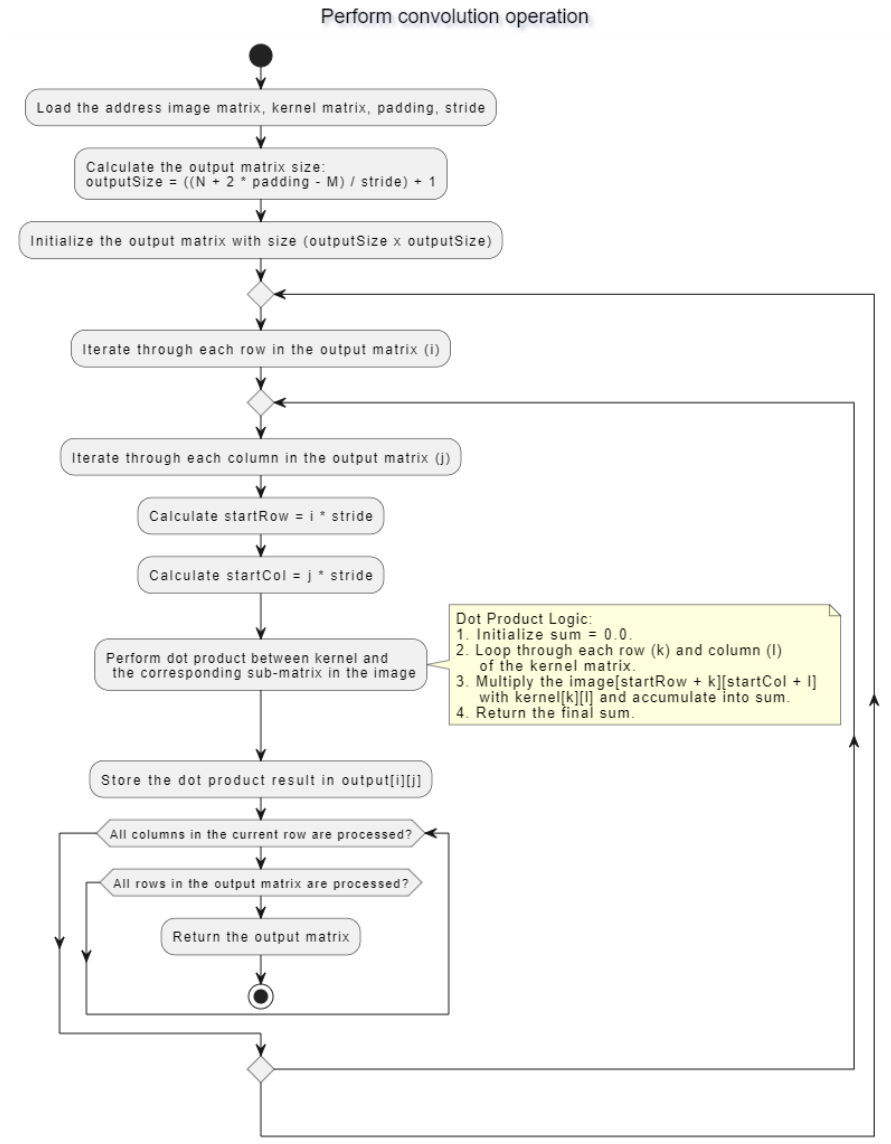 Perform convolution operation
Load the address image matrix, kernel matrix, padding, stride
Calculate the output matrix size:
outputSize = ((N + 2 * padding - M) / stride) + 1
Initialize the output matrix with size (outputSize x outputSize)
Iterate through each row in the output matrix (i)
Iterate through each column in the output matrix (j)
Calculate startRow = i * stride
Calculate startCol = j * stride
Perform dot product between kernel and
the corresponding sub-matrix in the image
Dot Product Logic:
1. Initialize sum = 0.0.
2. Loop through each row (k) and column (l)
of the kernel matrix.
3. Multiply the image[startRow + k][startCol + l]
with kernel[k][l] and accumulate into sum.
4. Return the final sum.
Store the dot product result in output[i][j]
All columns in the current row are processed?
All rows in the output matrix are processed?
Return the output matrix